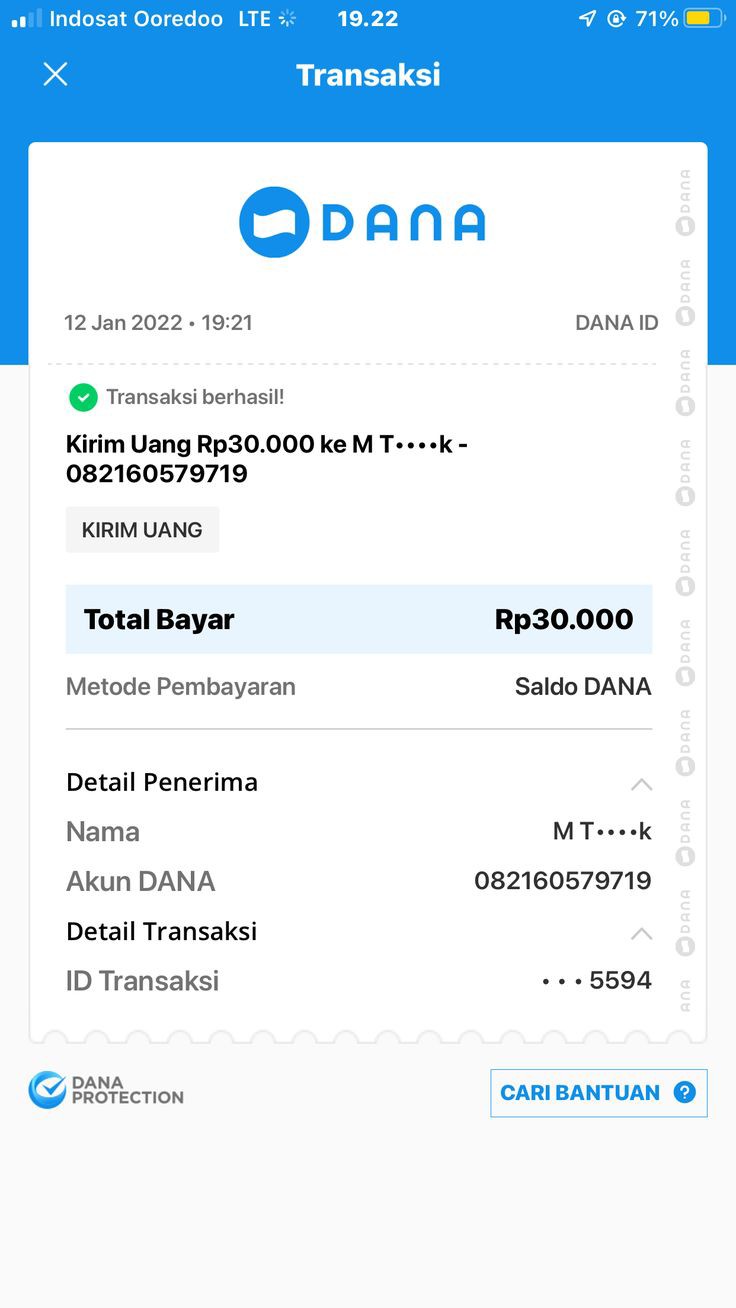 Indosat Ooredoo LTE 19.22 71%
Transaksi
DANA
12 Jan 2022 • 19:21 DANA ID
Transaksi berhasil!
Kirim Uang Rp30.000 ke M T••••k -
082160579719
KIRIM UANG
Total Bayar Rp30.000
Metode Pembayaran Saldo DANA
Detail Penerima
Nama M T••••k
Akun DANA 082160579719
Detail Transaksi
ID Transaksi • • • 5594
DANA
PROTECTION
CARI BANTUAN ?
DANA
DANA
DANA
DANA
DANA
DANA
DANA
DANA
DANA
ANA